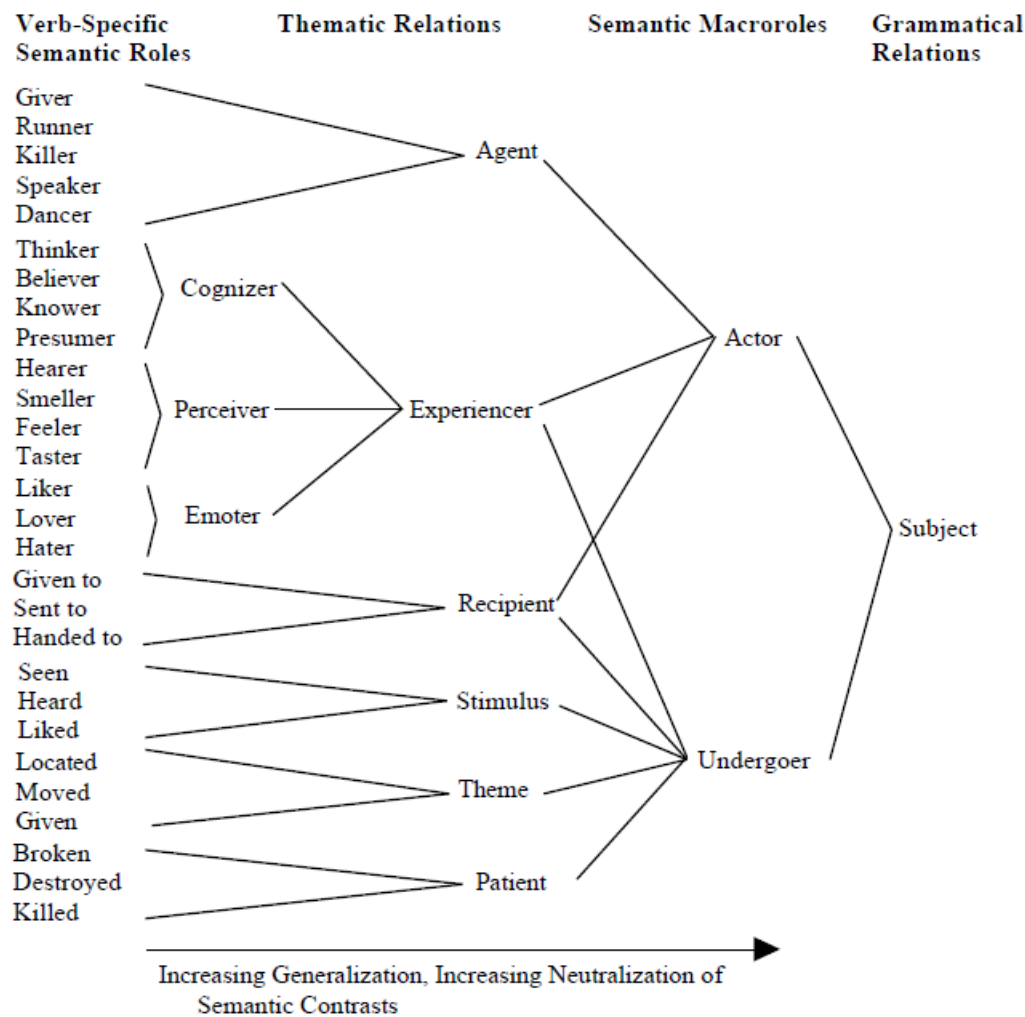 Verb-Specific Semantic Roles
Thematic Relations
Semantic Macroroles
Grammatical Relations
Giver
Runner
Killer
Speaker
Dancer
Agent
Thinker
Believer
Knower
Presumer
Cognizer
Hearer
Smeller
Feeler
Taster
Perceiver
Experiencer
Actor
Liker
Lover
Hater
Emoter
Subject
Given to
Sent to
Handed to
Recipient
Seen
Heard
Liked
Stimulus
Located
Moved
Given
Theme
Undergoer
Broken
Destroyed
Killed
Patient
Increasing Generalization, Increasing Neutralization of
Semantic Contrasts